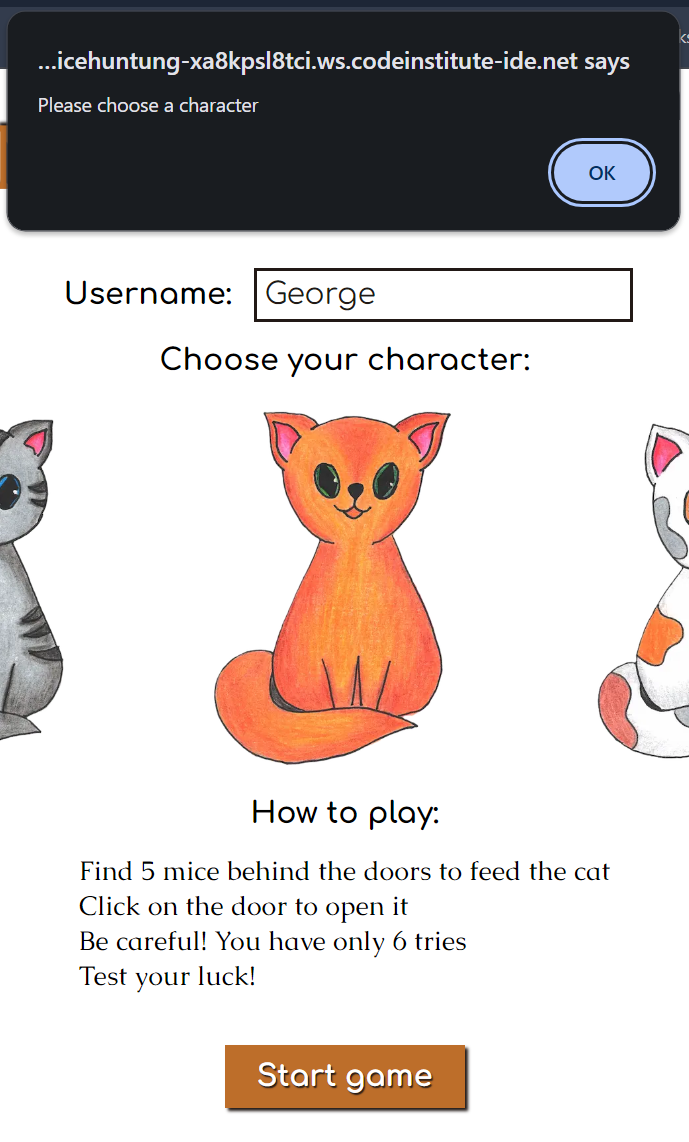 ...icehuntung-xa8kpsl8tci.ws.codeinstitute-ide.net says
Please choose a character
OK
Username: George
Choose your character:
How to play:
Find 5 mice behind the doors to feed the cat
Click on the door to open it
Be careful! You have only 6 tries
Test your luck!
Start game